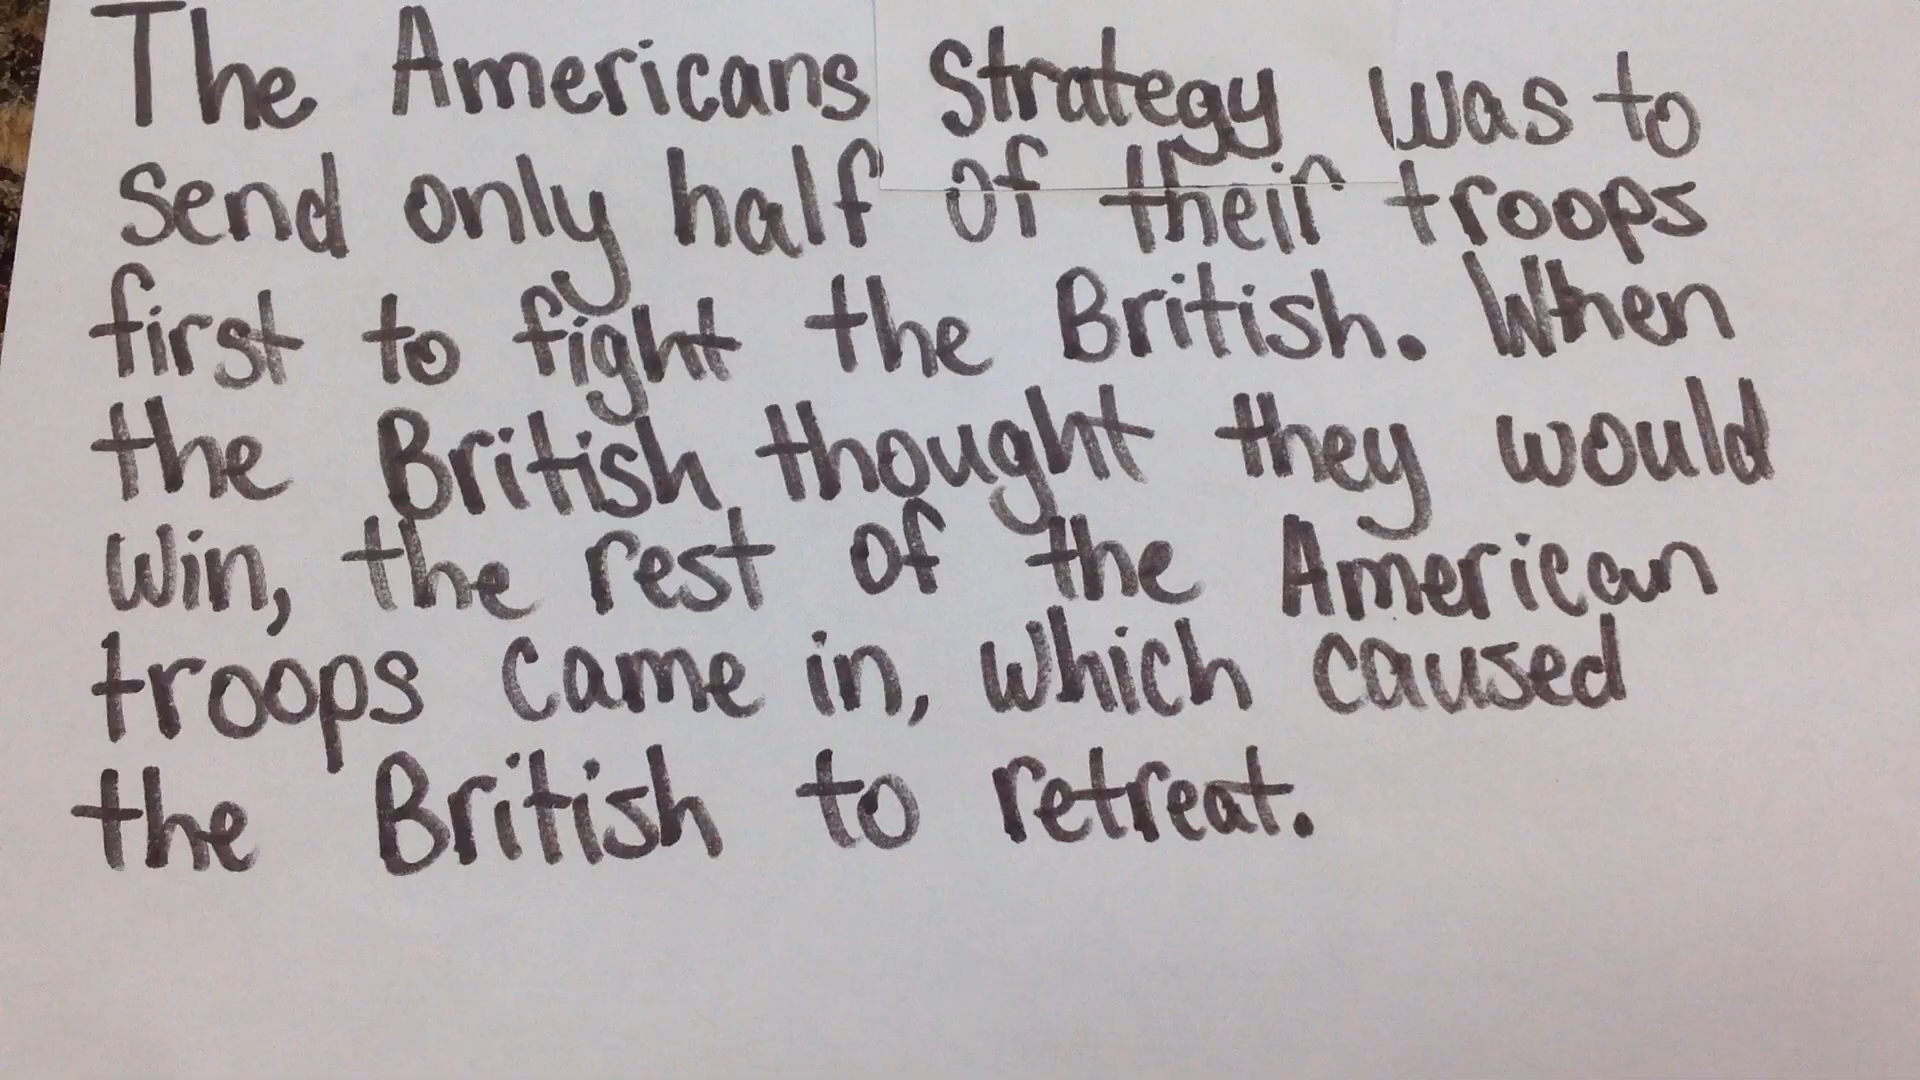 The Americans strategy was to
send only half of their troops
first to fight the British. When
the British thought they would
win, the rest of the American
troops came in, which caused
the British to retreat.